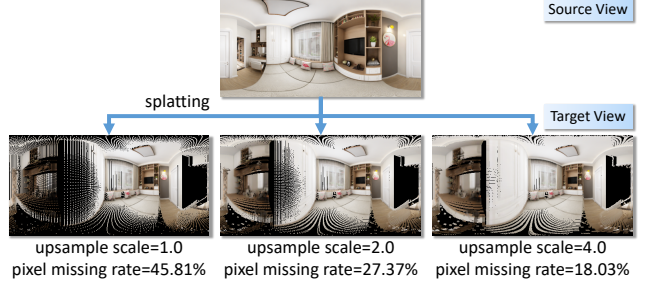 Source View
splatting
Target View
upsample scale=1.0
pixel missing rate=45.81%
upsample scale=2.0
pixel missing rate=27.37%
upsample scale=4.0
pixel missing rate=18.03%